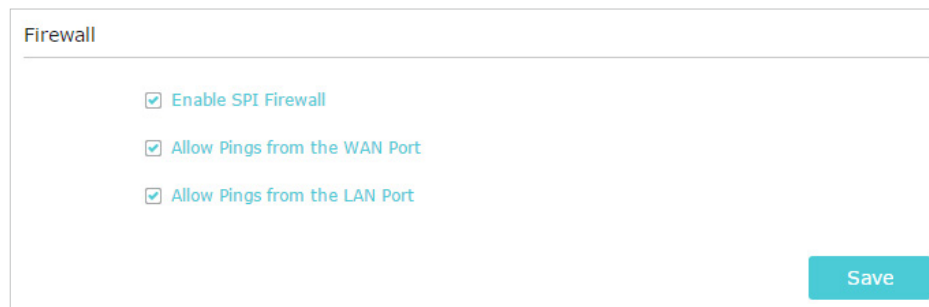 Firewall
Enable SPI Firewall
Allow Pings from the WAN Port
Allow Pings from the LAN Port
Save